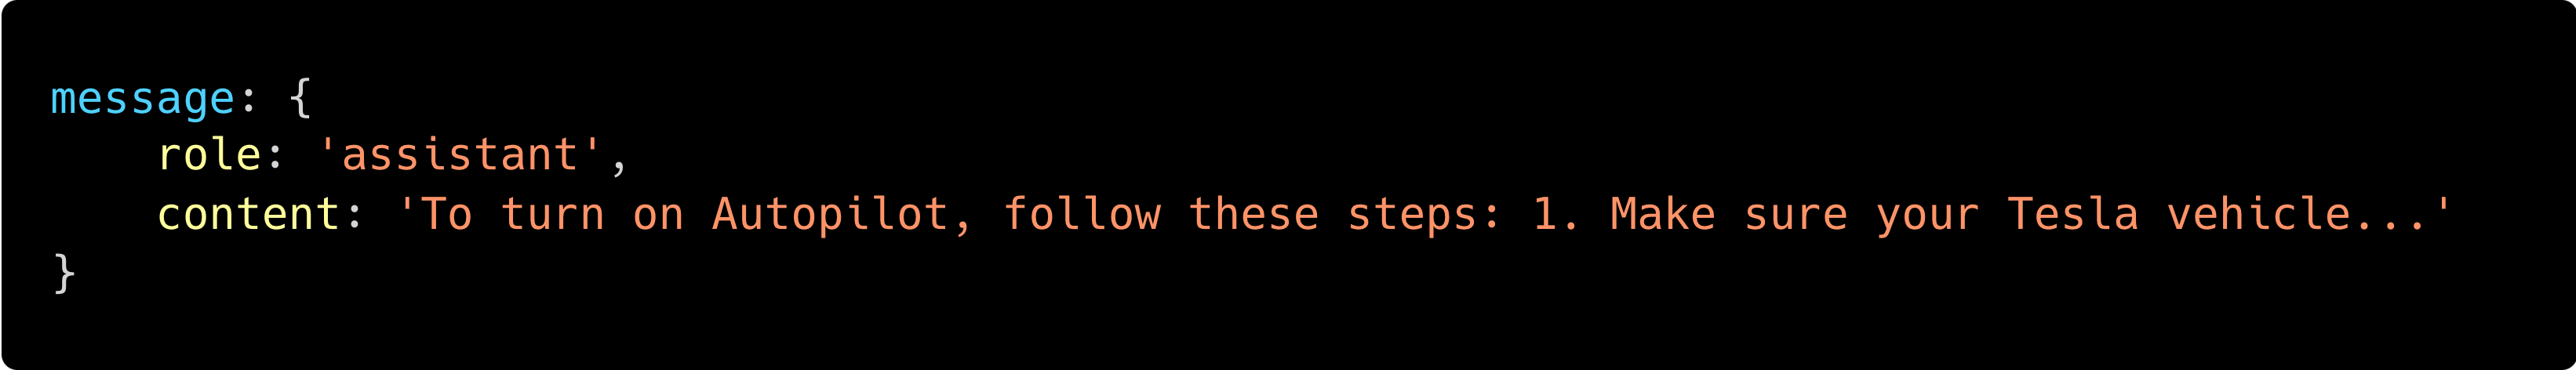 message: {
    role: 'assistant',
    content: 'To turn on Autopilot, follow these steps: 1. Make sure your Tesla vehicle...'
}